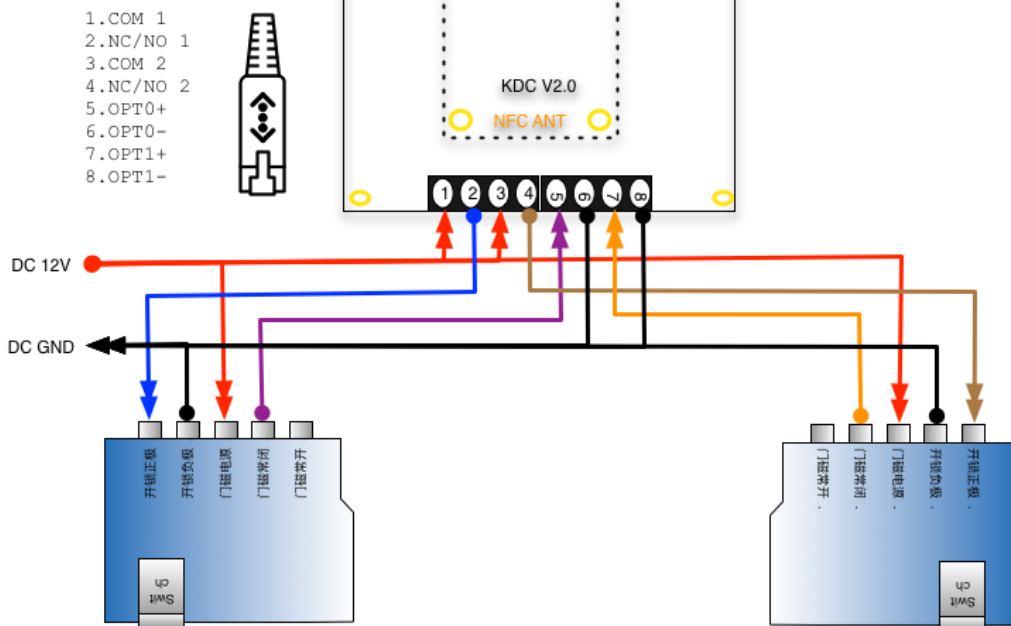 1.COM 1
2.NC/NO 1
3.COM 2
4.NC/NO 2
5.OPT0+
6.OPT0-
7.OPT1+
8.OPT1-
KDC V2.0
NFC ANT
1 2 3 4 5 6 7 8
DC 12V
DC GND
开锁正极
开锁负极
门磁电源
门磁常闭
门磁常开
Swit
ch
门磁常开.
门磁常闭.
门磁电源.
开锁负极.
开锁正极.
Swit
ch